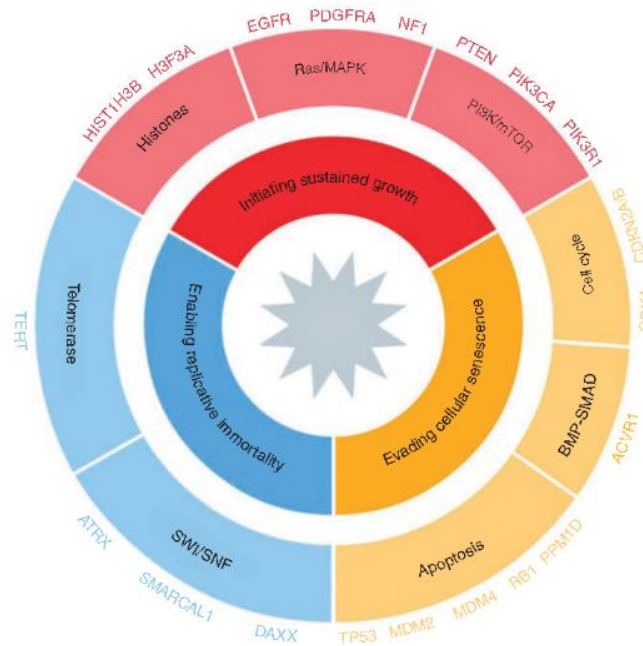 HIST1H3B H3F3A
EGFR PDGFRA NF1
PTEN PIK3CA PIK3R1
Histones
Ras/MAPK
PI3K/mTOR
Initiating sustained growth
CDKN2A/B
Cell cycle
BMP-SMAD
ACVR1
Evading cellular senescence
Enabling replicative immortality
Telomerase
TERT
SWI/SNF
ATRX
SMARCAL1
DAXX
Apoptosis
TP53 MDM2 MDM4 RB1 PPM1D